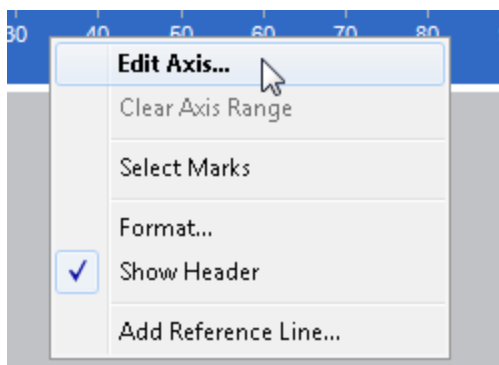 30 40 50 60 70 80
Edit Axis...
Clear Axis Range
Select Marks
Format...
Show Header
Add Reference Line...